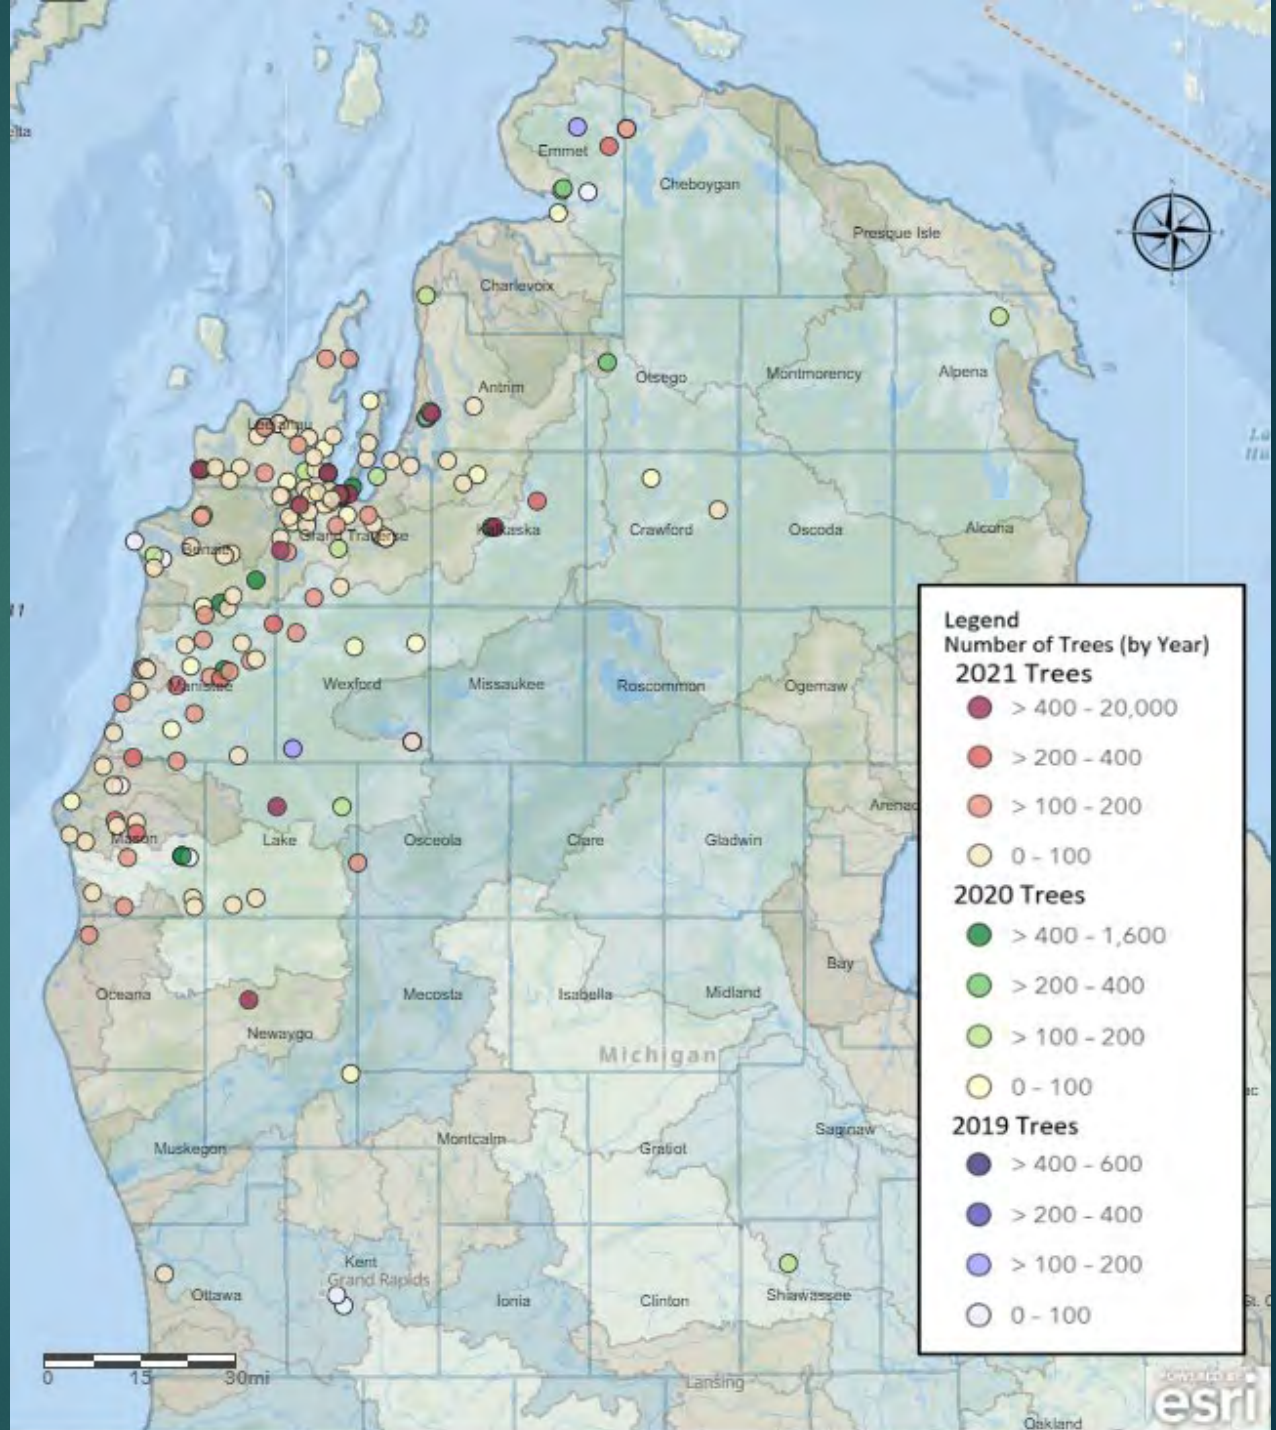 Emmet
Cheboygan
Presque Isle
Charlevoix
Antrim
Otsego
Montmorency
Alpena
Leelanau
Benzie
Grand Traverse
Kalkaska
Crawford
Oscoda
Alcona
Manistee
Wexford
Missaukee
Roscommon
Ogemaw
Mason
Lake
Osceola
Clare
Gladwin
Oceana
Newaygo
Mecosta
Isabella
Midland
Bay
Michigan
Muskegon
Montcalm
Gratiot
Saginaw
Kent
Grand Rapids
Ottawa
Ionia
Clinton
Shiawassee
Lansing
Oakland
Legend
Number of Trees (by Year)
2021 Trees
> 400 - 20,000
> 200 - 400
> 100 - 200
0 - 100
2020 Trees
> 400 - 1,600
> 200 - 400
> 100 - 200
0 - 100
2019 Trees
> 400 - 600
> 200 - 400
> 100 - 200
0 - 100
0 15 30mi
POWERED BY
esri